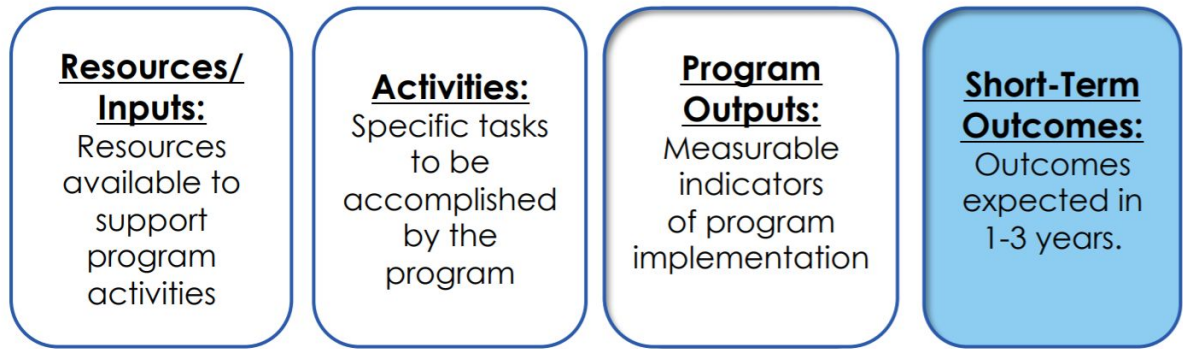 Resources/
Inputs:
Resources
available to
support
program
activities
Activities:
Specific tasks
to be
accomplished
by the
program
Program
Outputs:
Measurable
indicators
of program
implementation
Short-Term
Outcomes:
Outcomes
expected in
1-3 years.